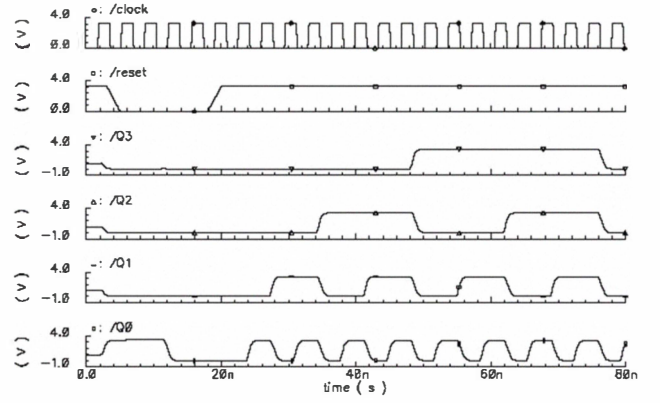 4.0 □: /clock
(V)
0.0
4.0 □: /reset
(V)
0.0
4.0 ▿: /Q3
(V)
-1.0
4.0 ▵: /Q2
(V)
-1.0
4.0 –: /Q1
(V)
-1.0
4.0 □: /Q0
(V)
-1.0
0.0 20n 40n 60n 80n
time ( s )